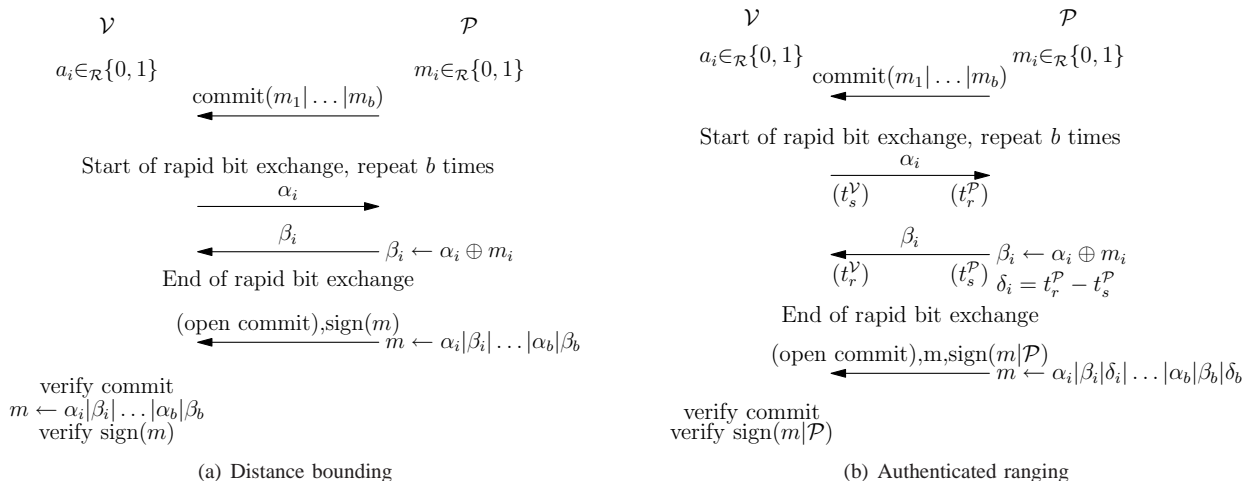 𝒱 𝒫
a_i ∈_ℛ {0, 1} m_i ∈_ℛ {0, 1}
commit(m_1| . . . |m_b)
Start of rapid bit exchange, repeat b times
α_i
β_i
β_i ← α_i ⊕ m_i
End of rapid bit exchange
(open commit),sign(m)
m ← α_i|β_i| . . . |α_b|β_b
verify commit
m ← α_i|β_i| . . . |α_b|β_b
verify sign(m)
(a) Distance bounding
𝒱 𝒫
a_i ∈_ℛ {0, 1} m_i ∈_ℛ {0, 1}
commit(m_1| . . . |m_b)
Start of rapid bit exchange, repeat b times
α_i
(t_s^𝒱) (t_r^𝒫)
β_i
β_i ← α_i ⊕ m_i
(t_r^𝒱) (t_s^𝒫) δ_i = t_r^𝒫 − t_s^𝒫
End of rapid bit exchange
(open commit),m,sign(m|𝒫)
m ← α_i|β_i|δ_i| . . . |α_b|β_b|δ_b
verify commit
verify sign(m|𝒫)
(b) Authenticated ranging